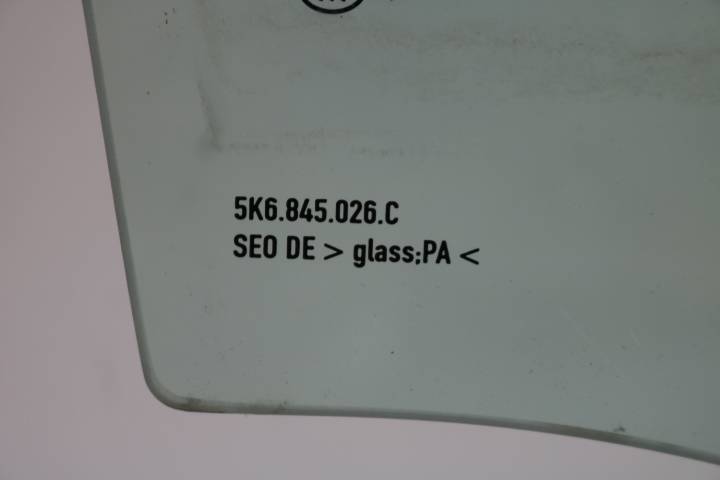 5K6.845.026.C
SEO DE > glass;PA <